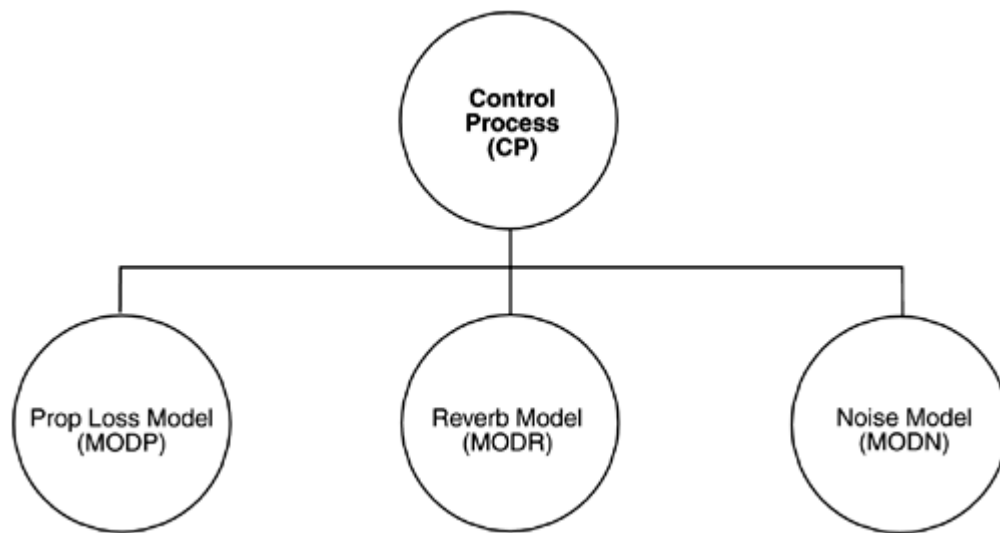 Control
Process
(CP)
Prop Loss Model
(MODP)
Reverb Model
(MODR)
Noise Model
(MODN)